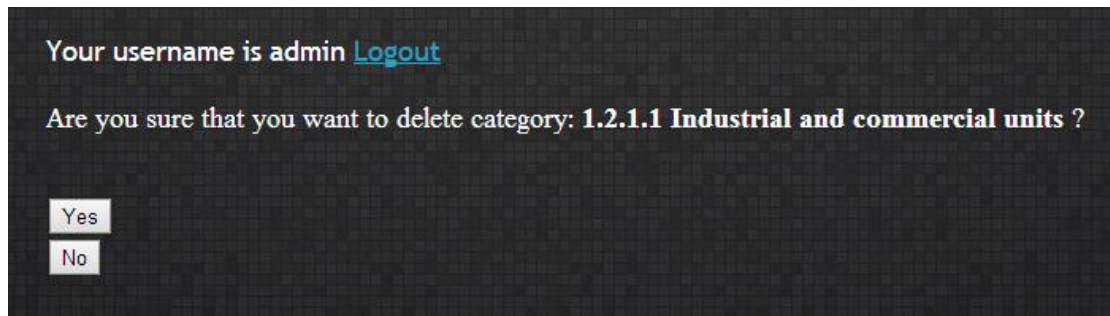 Your username is admin Logout
Are you sure that you want to delete category: 1.2.1.1 Industrial and commercial units ?
Yes
No